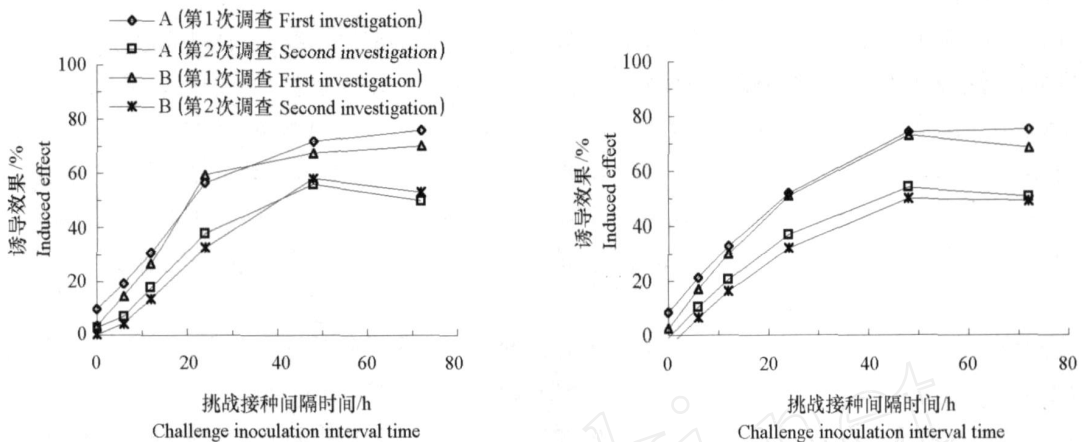 A (第1次调查 First investigation)
A (第2次调查 Second investigation)
B (第1次调查 First investigation)
B (第2次调查 Second investigation)
诱导效果/%
Induced effect
100
80
60
40
20
0
0 20 40 60 80
挑战接种间隔时间/h
Challenge inoculation interval time
诱导效果/%
Induced effect
100
80
60
40
20
0
0 20 40 60 80
挑战接种间隔时间/h
Challenge inoculation interval time